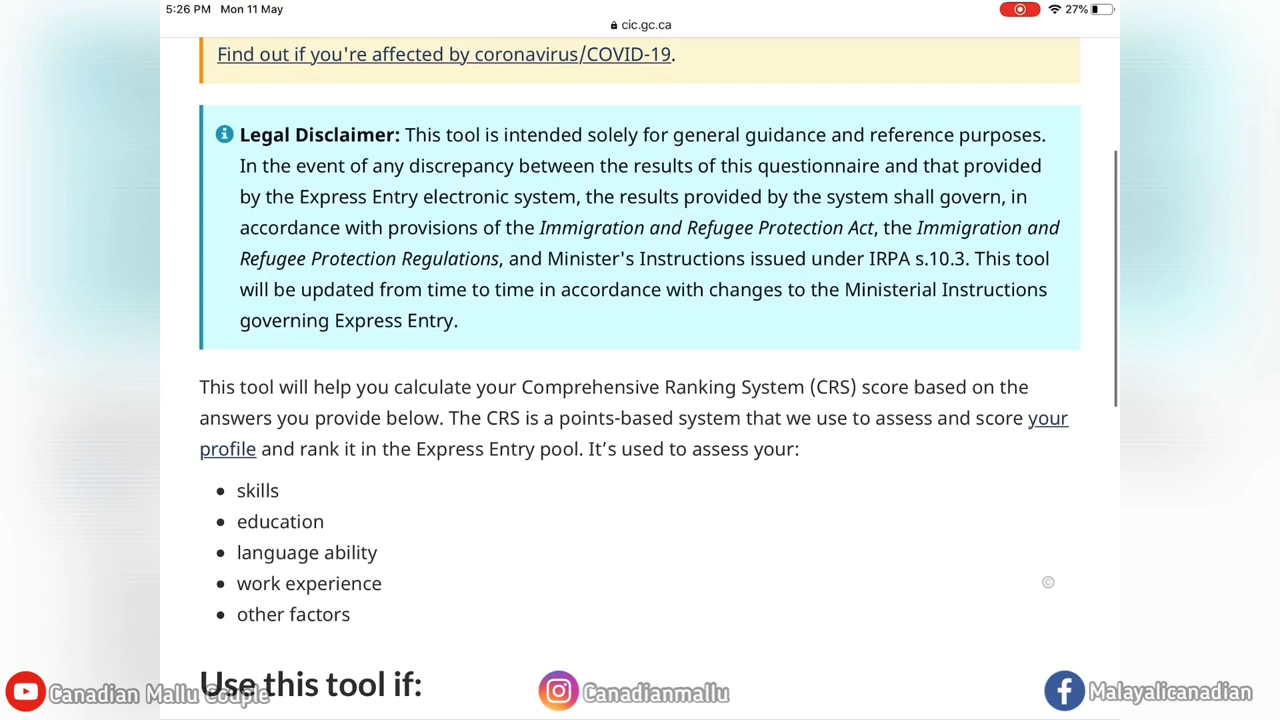 5:26 PM Mon 11 May
27%
cic.gc.ca
Find out if you're affected by coronavirus/COVID-19.
Legal Disclaimer: This tool is intended solely for general guidance and reference purposes.
In the event of any discrepancy between the results of this questionnaire and that provided
by the Express Entry electronic system, the results provided by the system shall govern, in
accordance with provisions of the Immigration and Refugee Protection Act, the Immigration and
Refugee Protection Regulations, and Minister's Instructions issued under IRPA s.10.3. This tool
will be updated from time to time in accordance with changes to the Ministerial Instructions
governing Express Entry.
This tool will help you calculate your Comprehensive Ranking System (CRS) score based on the
answers you provide below. The CRS is a points-based system that we use to assess and score your
profile and rank it in the Express Entry pool. It’s used to assess your:
• skills
• education
• language ability
• work experience
©
• other factors
Use this tool if:
Canadian Mallu Couple
Canadianmallu
Malayalicanadian